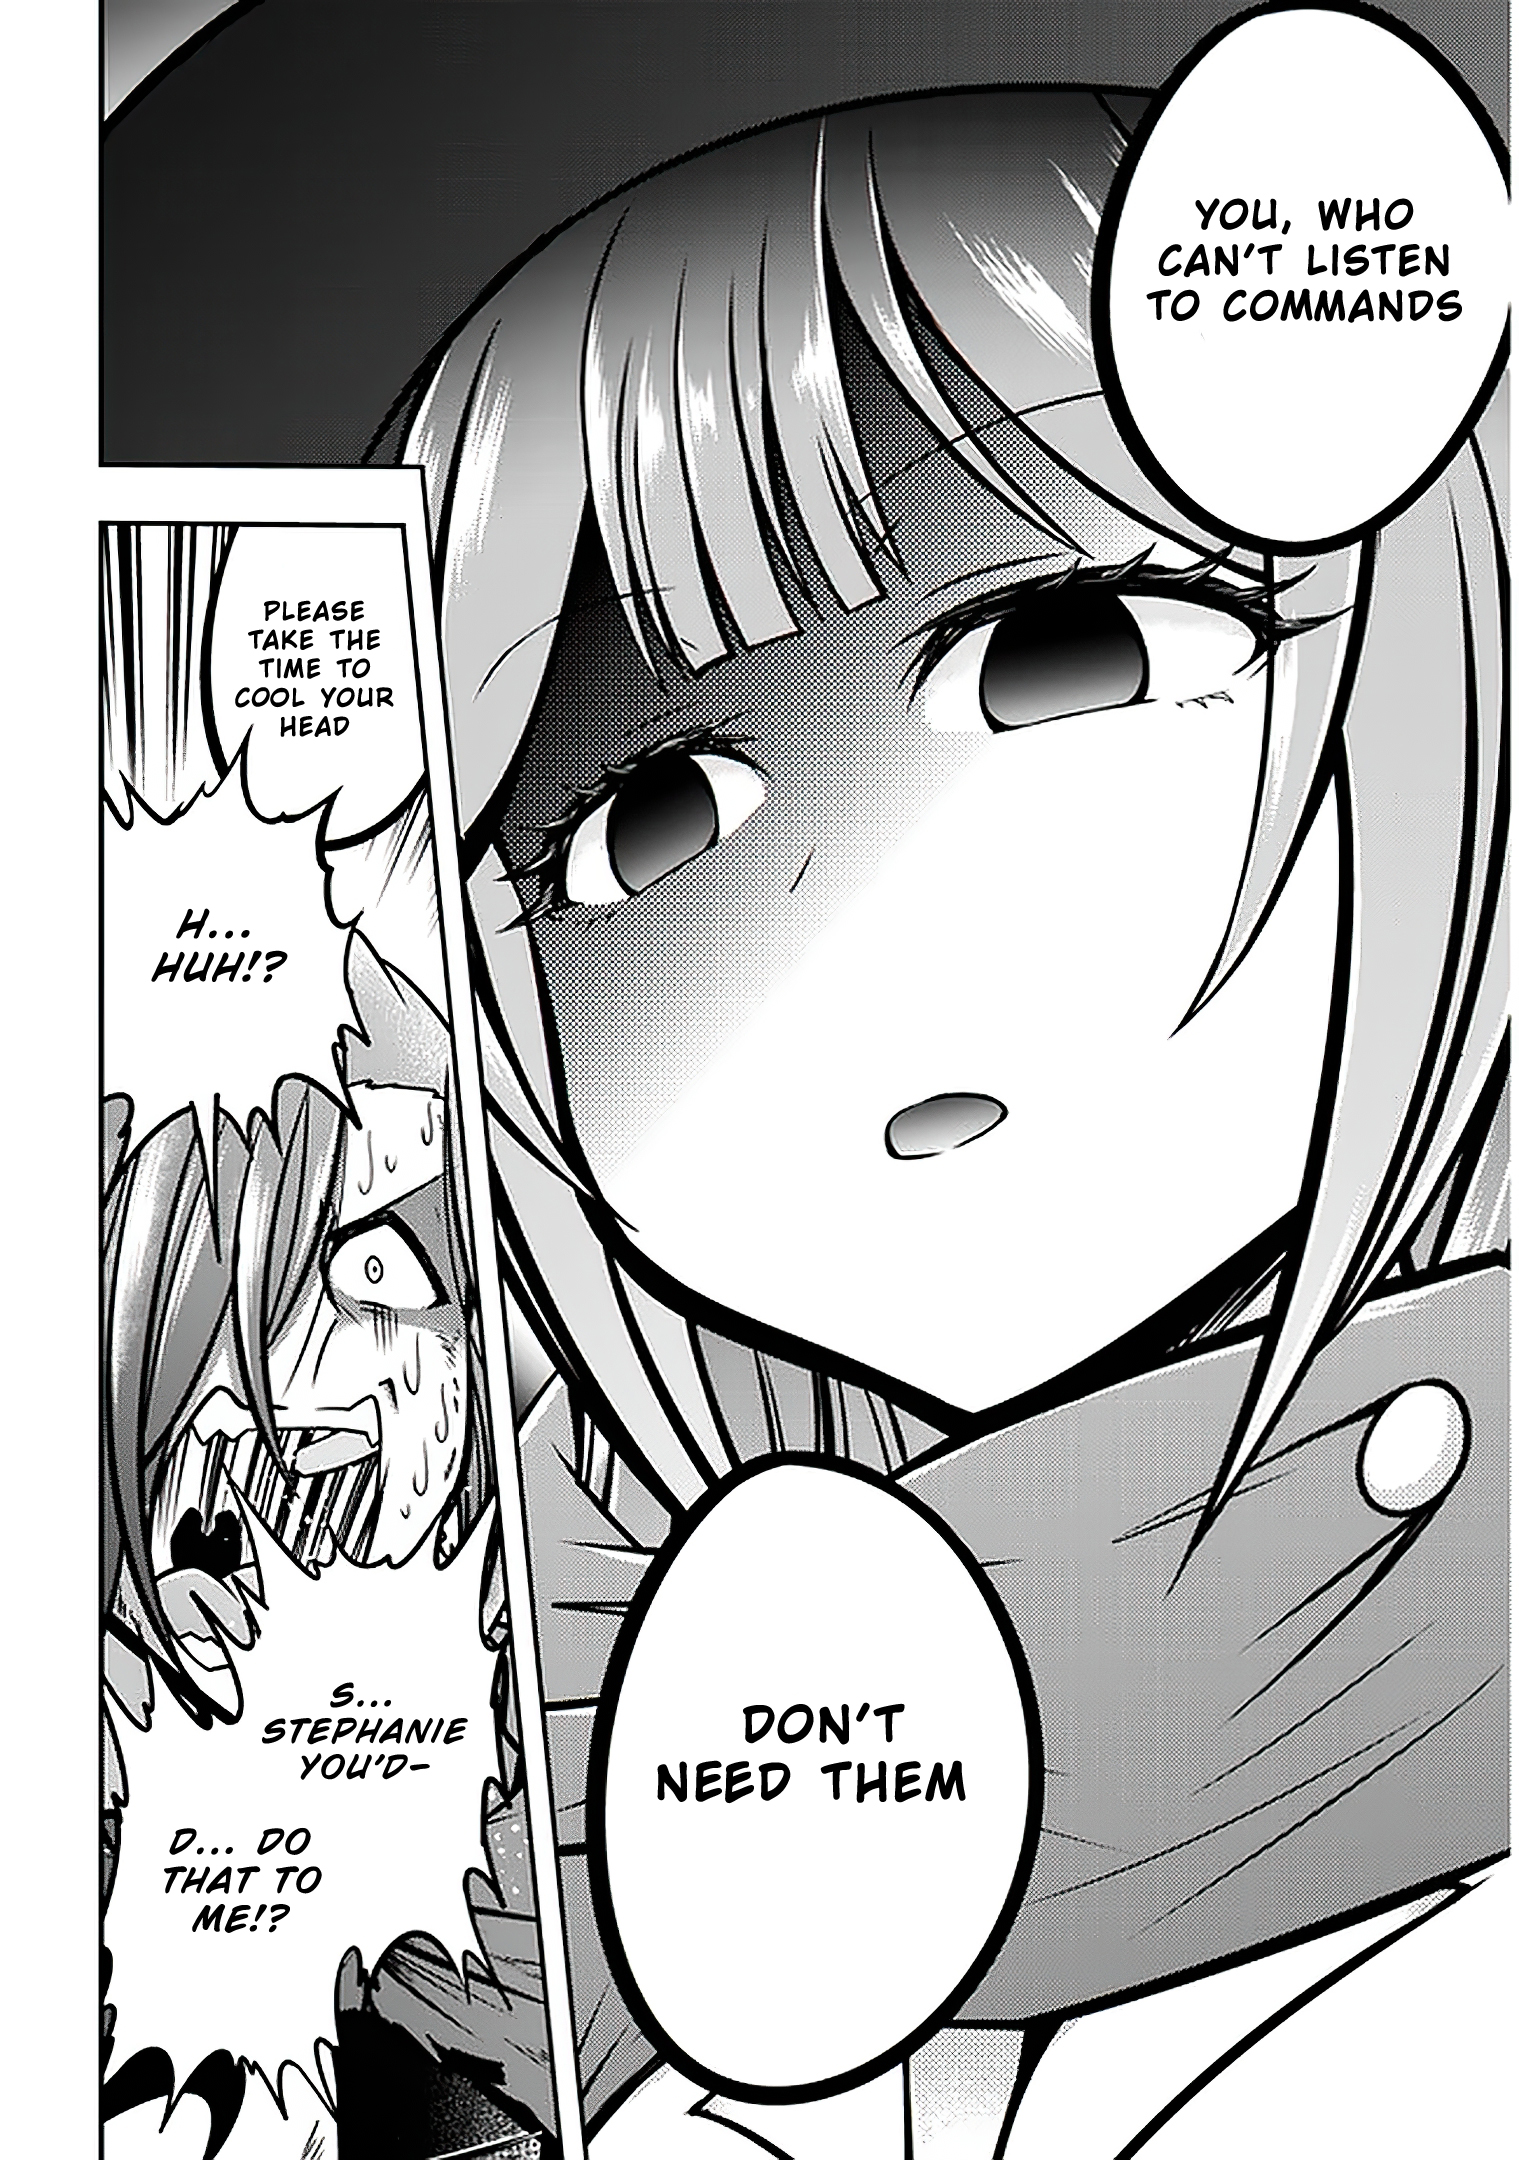 YOU, WHO
CAN'T LISTEN
TO COMMANDS
DON'T
NEED THEM
PLEASE
TAKE THE
TIME TO
COOL YOUR
HEAD
H...
HUH!?
S...
STEPHANIE
YOU'D-
D... DO
THAT TO
ME!?